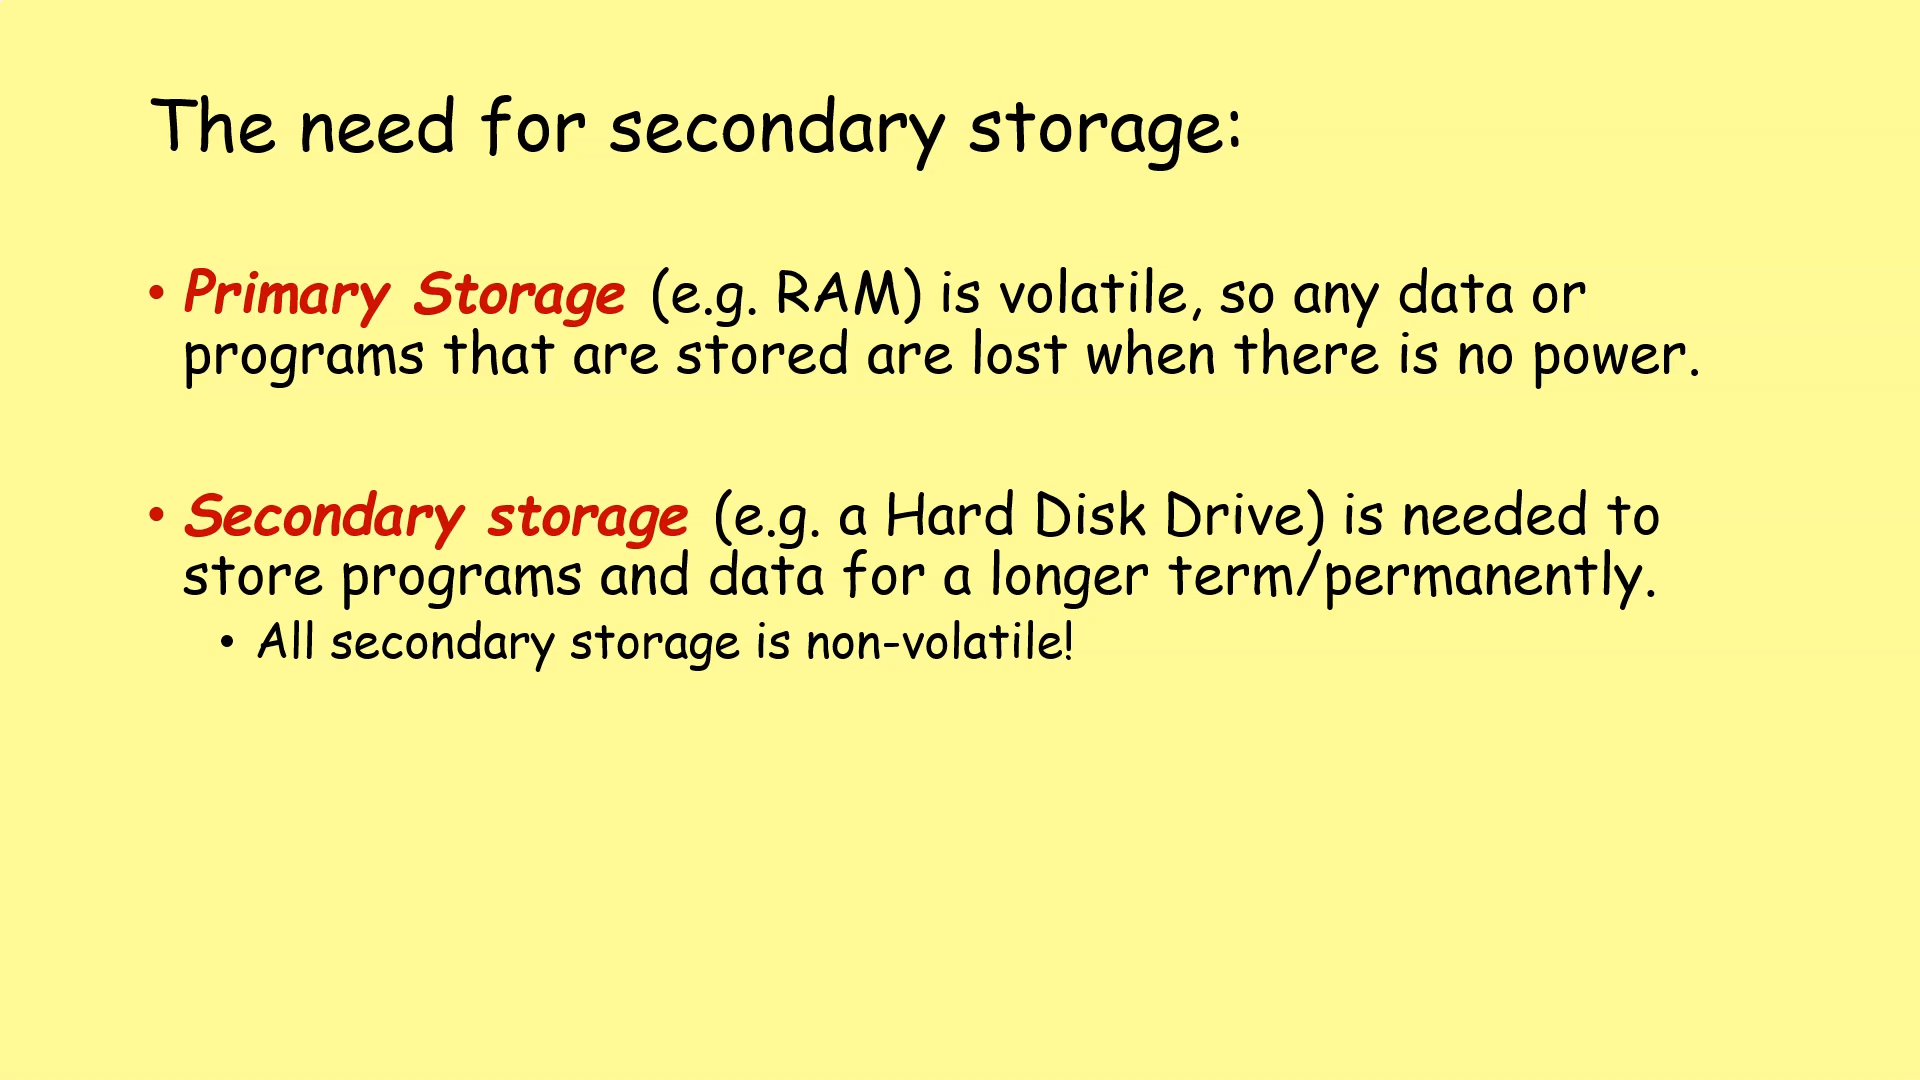 The need for secondary storage:
• Primary Storage (e.g. RAM) is volatile, so any data or
programs that are stored are lost when there is no power.
• Secondary storage (e.g. a Hard Disk Drive) is needed to
store programs and data for a longer term/permanently.
• All secondary storage is non-volatile!